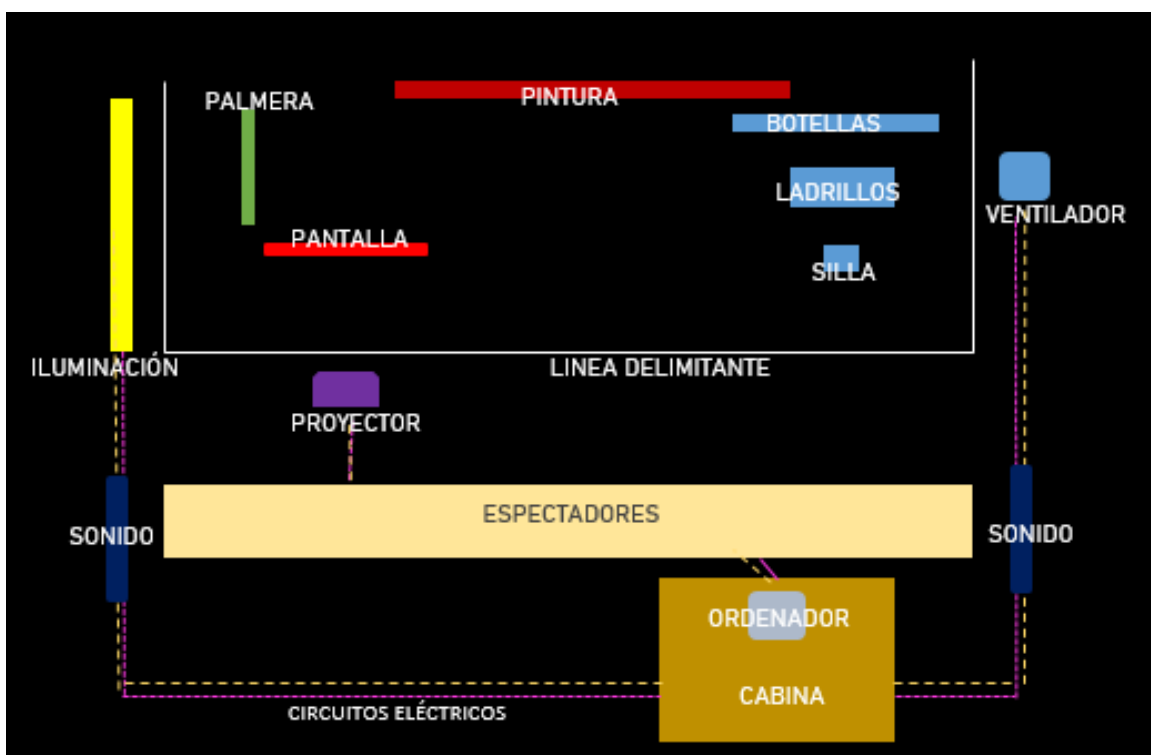 PALMERA
PINTURA
BOTELLAS
LADRILLOS
VENTILADOR
PANTALLA
SILLA
ILUMINACIÓN
LINEA DELIMITANTE
PROYECTOR
ESPECTADORES
SONIDO
SONIDO
ORDENADOR
CABINA
CIRCUITOS ELÉCTRICOS